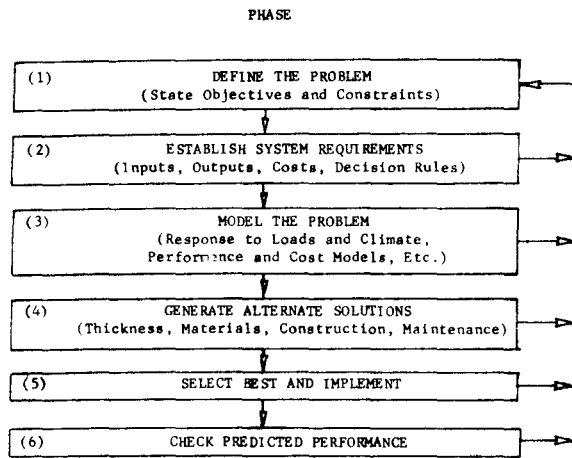 PHASE
(1) DEFINE THE PROBLEM
(State Objectives and Constraints)
(2) ESTABLISH SYSTEM REQUIREMENTS
(Inputs, Outputs, Costs, Decision Rules)
(3) MODEL THE PROBLEM
(Response to Loads and Climate,
Performance and Cost Models, Etc.)
(4) GENERATE ALTERNATE SOLUTIONS
(Thickness, Materials, Construction, Maintenance)
(5) SELECT BEST AND IMPLEMENT
(6) CHECK PREDICTED PERFORMANCE